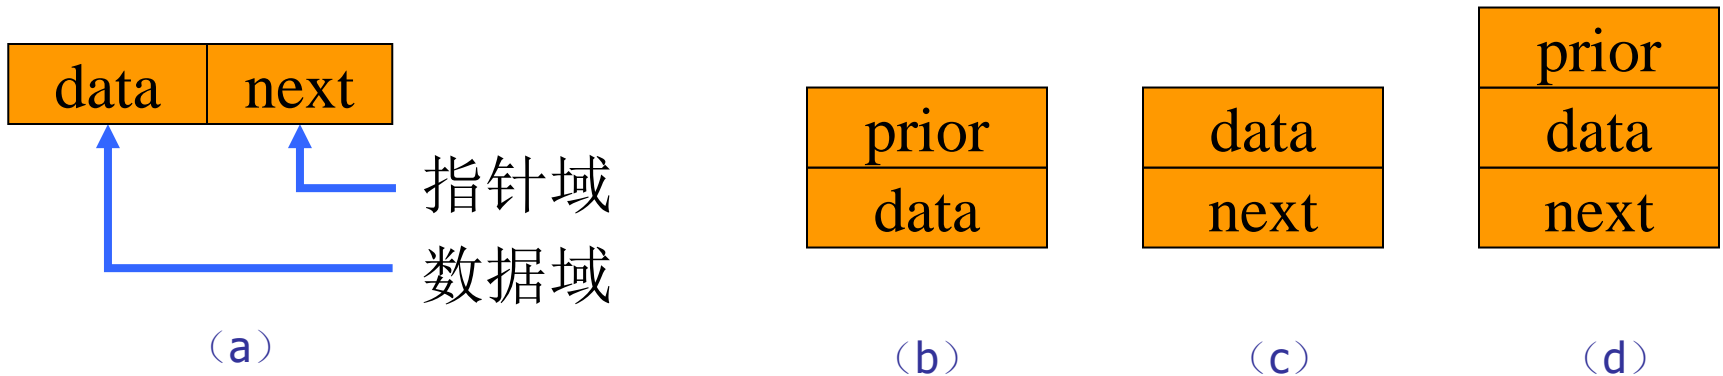 data next
指针域
数据域
（a）
prior
data
（b）
data
next
（c）
prior
data
next
（d）